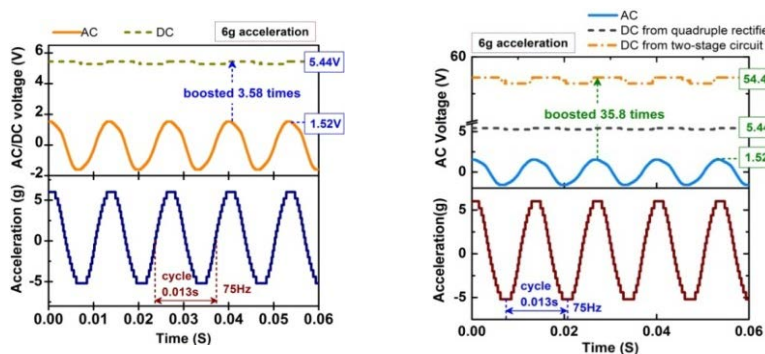 AC DC
6g acceleration
AC/DC voltage (V)
6
4
2
0
-2
5.44V
boosted 3.58 times
1.52V
Acceleration (g)
5
0
-5
cycle
0.013s
75Hz
0.00 0.01 0.02 0.03 0.04 0.05 0.06
Time (S)
6g acceleration
AC
DC from quadruple rectifie
DC from two-stage circuit
AC Voltage (V)
60
5
0
54.4
boosted 35.8 times
5.44
1.52
Acceleration(g)
5
0
-5
cycle
0.013s
75Hz
0.00 0.02 0.04 0.06
Time (S)